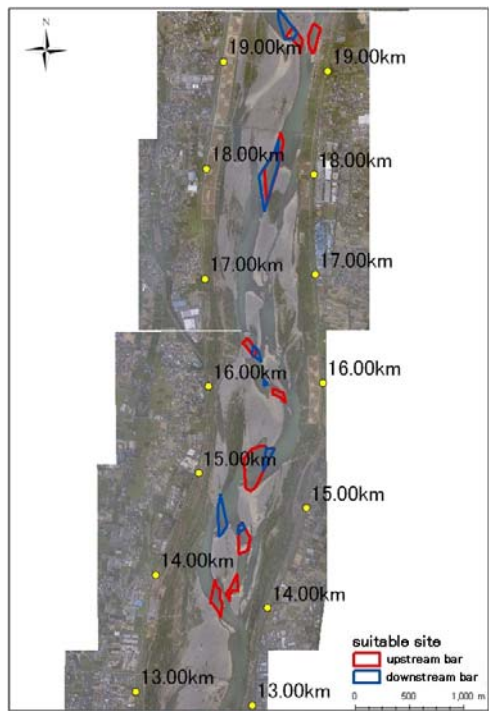 N
19.00km
19.00km
18.00km
18.00km
17.00km
17.00km
16.00km
16.00km
15.00km
15.00km
14.00km
14.00km
13.00km
13.00km
suitable site
upstream bar
downstream bar
0 500 1,000 m